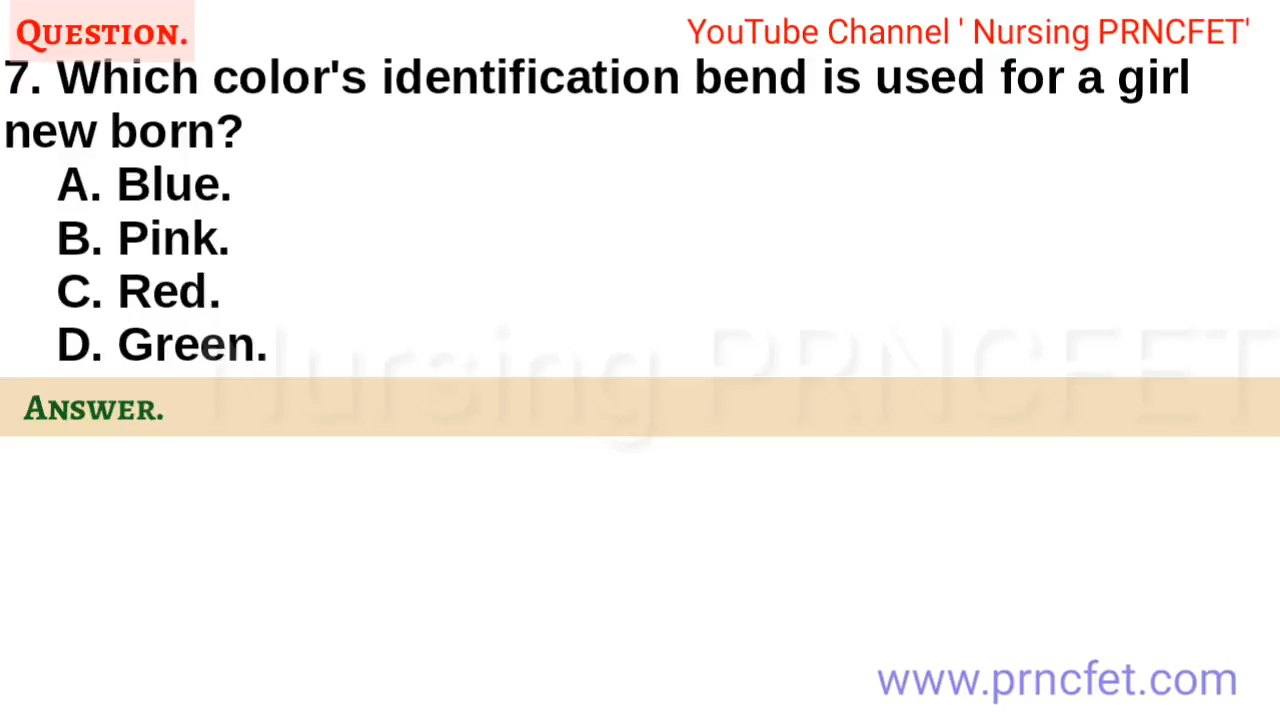 Question.
YouTube Channel ' Nursing PRNCFET'
7. Which color's identification bend is used for a girl
new born?
A. Blue.
B. Pink.
C. Red.
D. Green.
Nursing PRNCFET
Answer.
www.prncfet.com